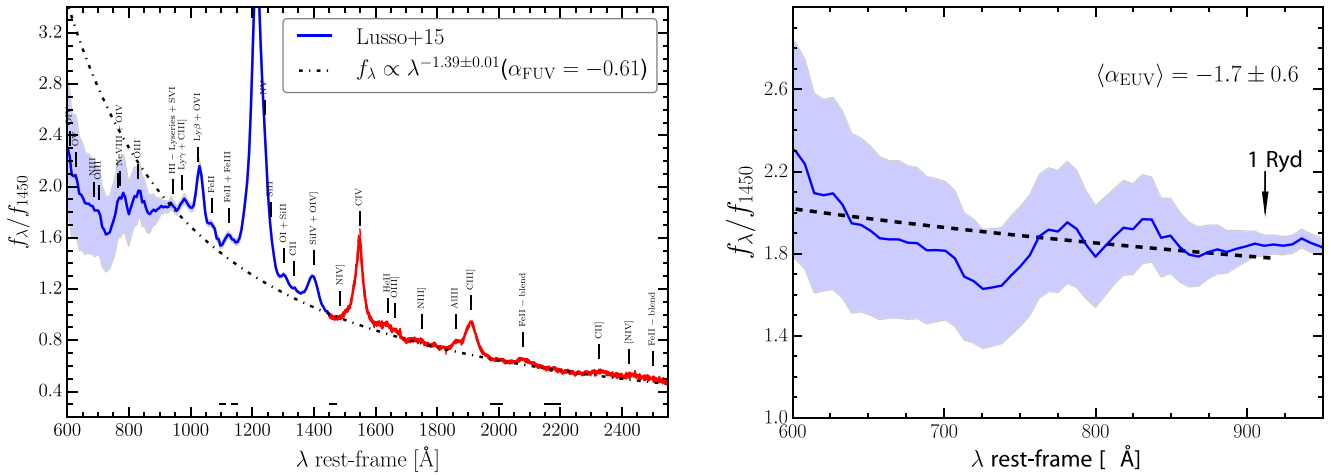 3.2
2.8
2.4
2.0
1.6
1.2
0.8
0.4
f_λ/f_1450
Lusso+15
f_λ ∝ λ^−1.39±0.01 (α_FUV = −0.61)
OV
NIII
OIII
NeVIII + OIV
OIII
HI − Lyseries + SVI
Lyγ + CIII]
Lyβ + OVI
FeII
FeII + FeIII
NV
SiII
OI + SiII
CII
SiIV + OIV]
NIV]
CIV
HeII
OIII]
NIII]
AlIII
CIII]
FeII − blend
CII]
[NIV]
FeII − blend
600 800 1000 1200 1400 1600 1800 2000 2200 2400
λ rest-frame [Å]
2.6
2.2
1.8
1.4
1.0
f_λ/f_1450
⟨α_EUV⟩ = −1.7 ± 0.6
1 Ryd
600 700 800 900
λ rest-frame [ Å]